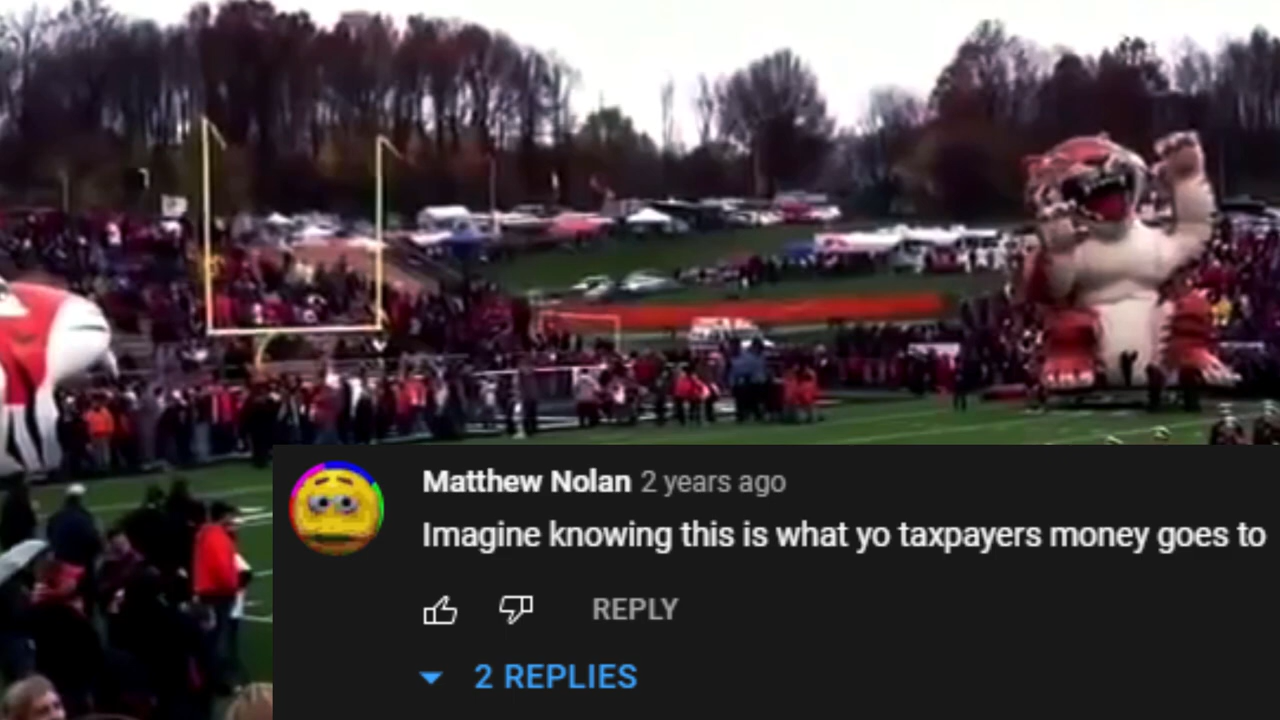 Matthew Nolan 2 years ago
Imagine knowing this is what yo taxpayers money goes to
REPLY
2 REPLIES